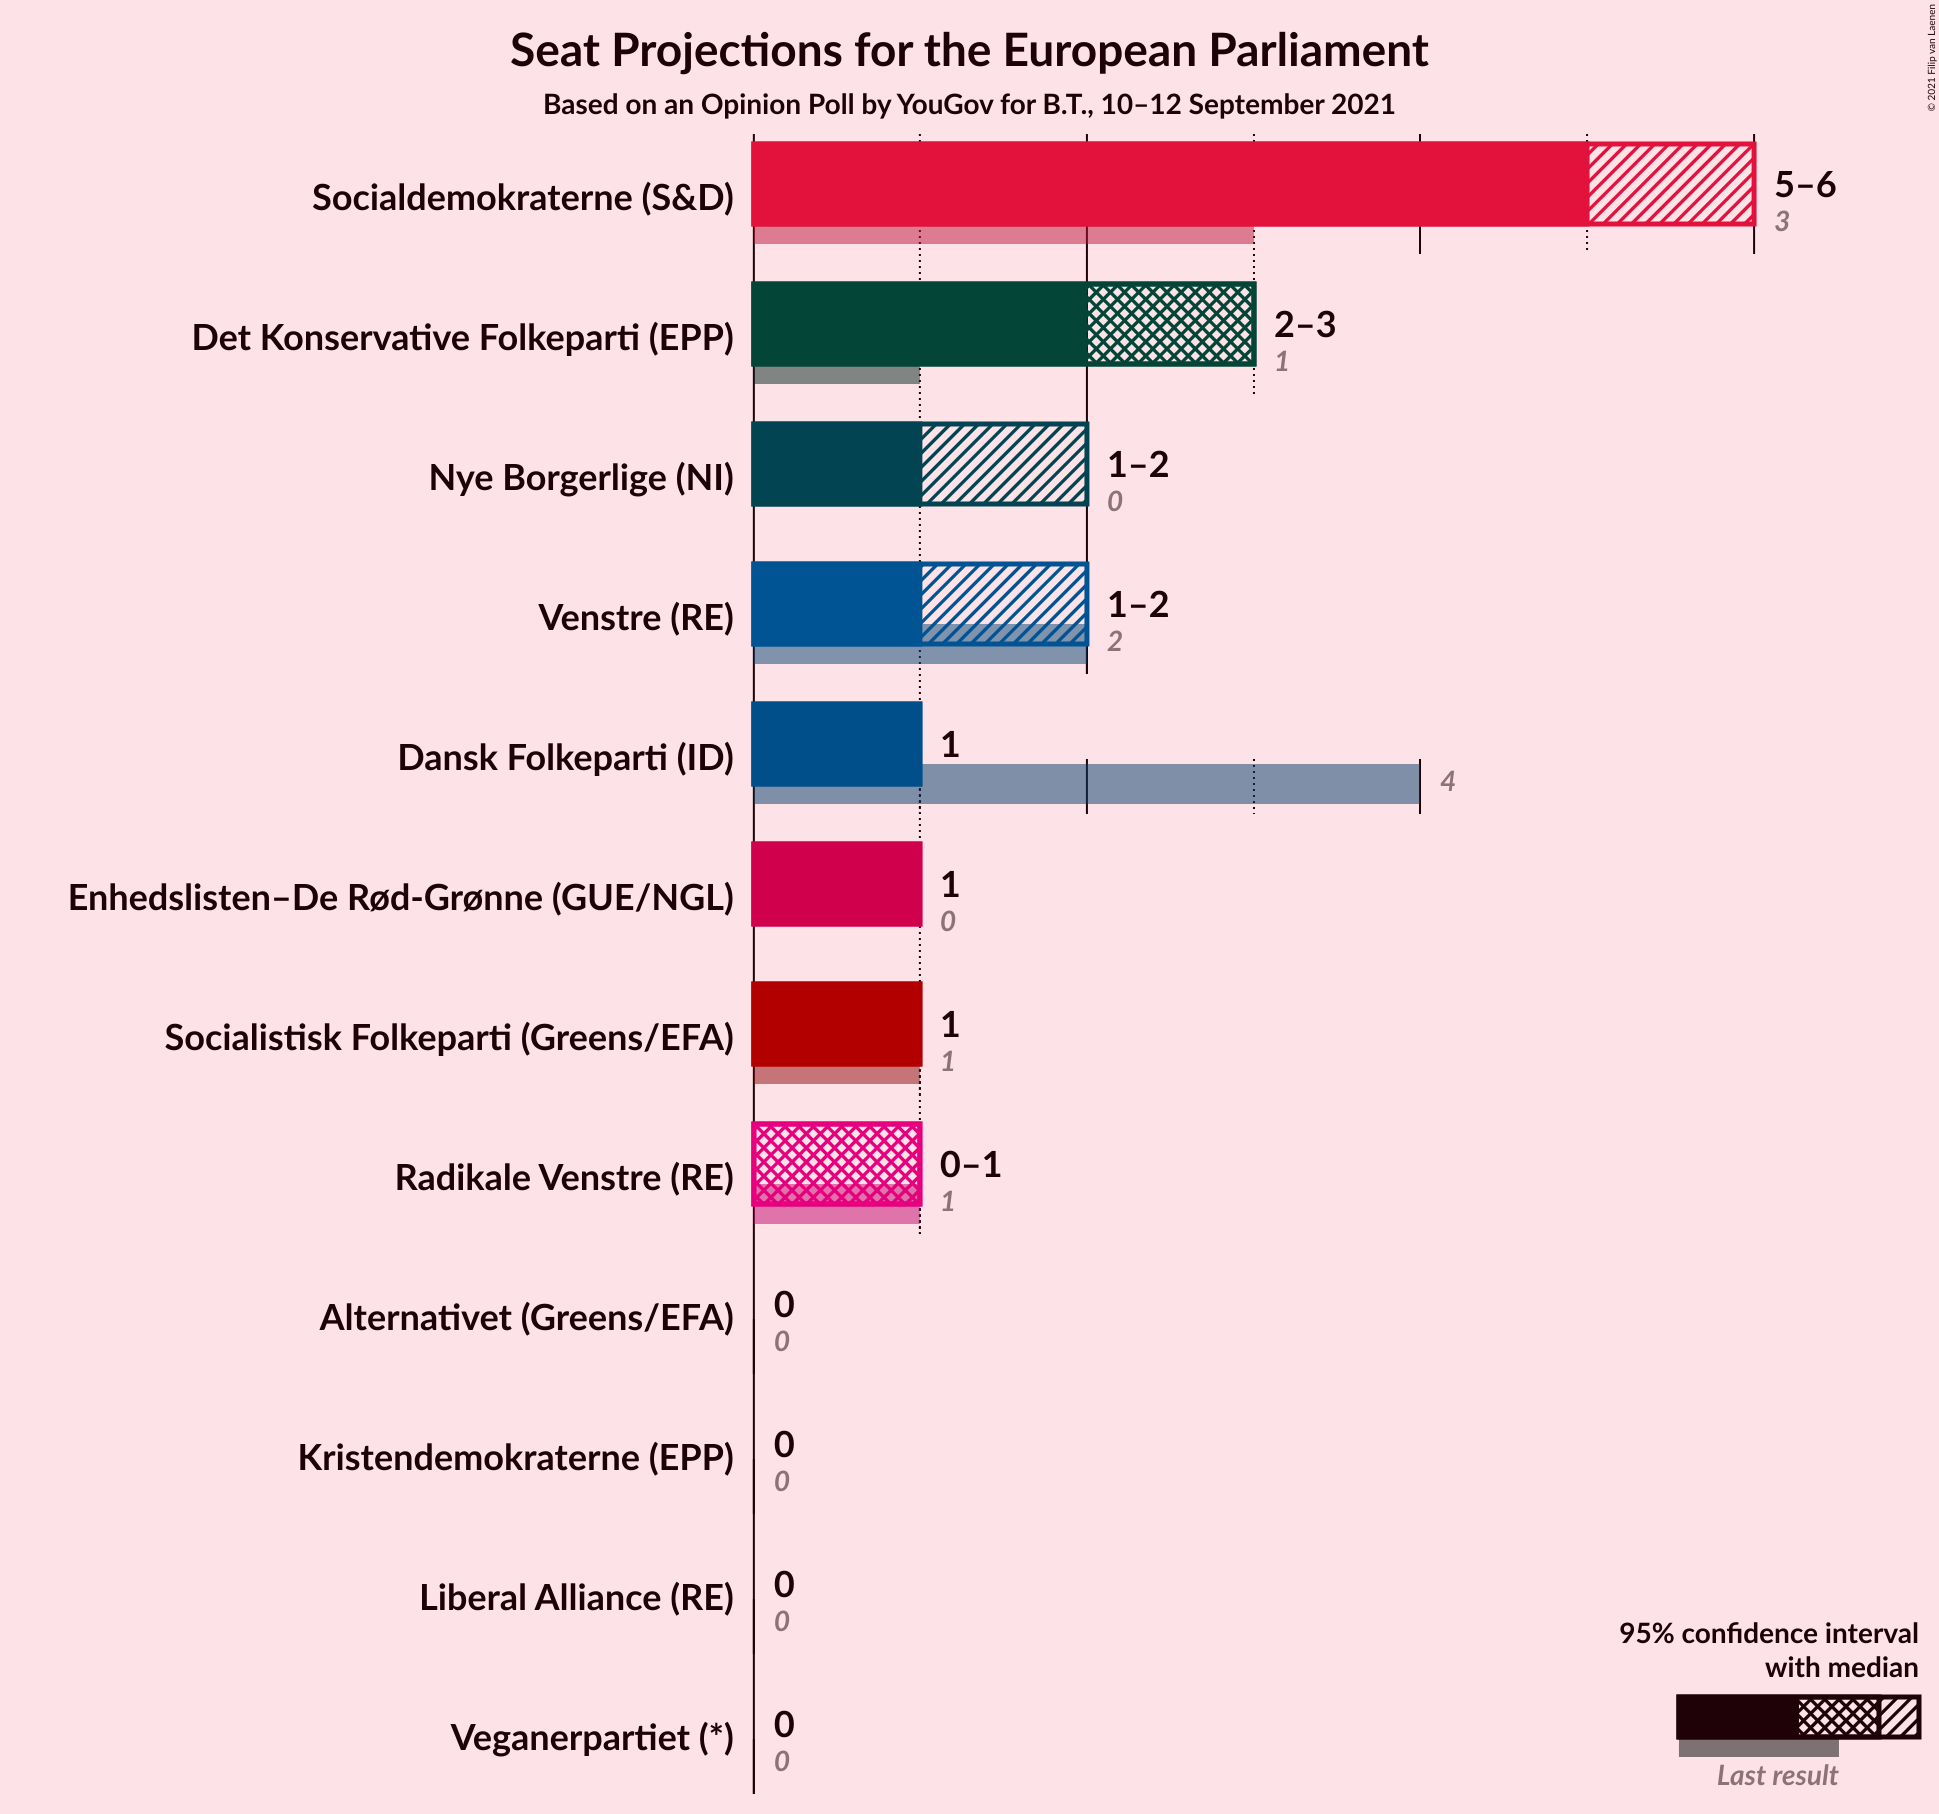 Seat Projections for the European Parliament
Based on an Opinion Poll by YouGov for B.T., 10–12 September 2021
© 2021 Filip van Laenen
Socialdemokraterne (S&D)
5–6
3
Det Konservative Folkeparti (EPP)
2–3
1
Nye Borgerlige (NI)
1–2
0
Venstre (RE)
1–2
2
Dansk Folkeparti (ID)
1
4
Enhedslisten–De Rød-Grønne (GUE/NGL)
1
0
Socialistisk Folkeparti (Greens/EFA)
1
1
Radikale Venstre (RE)
0–1
1
Alternativet (Greens/EFA)
0
0
Kristendemokraterne (EPP)
0
0
Liberal Alliance (RE)
0
0
Veganerpartiet (*)
0
0
95% confidence interval
with median
Last result